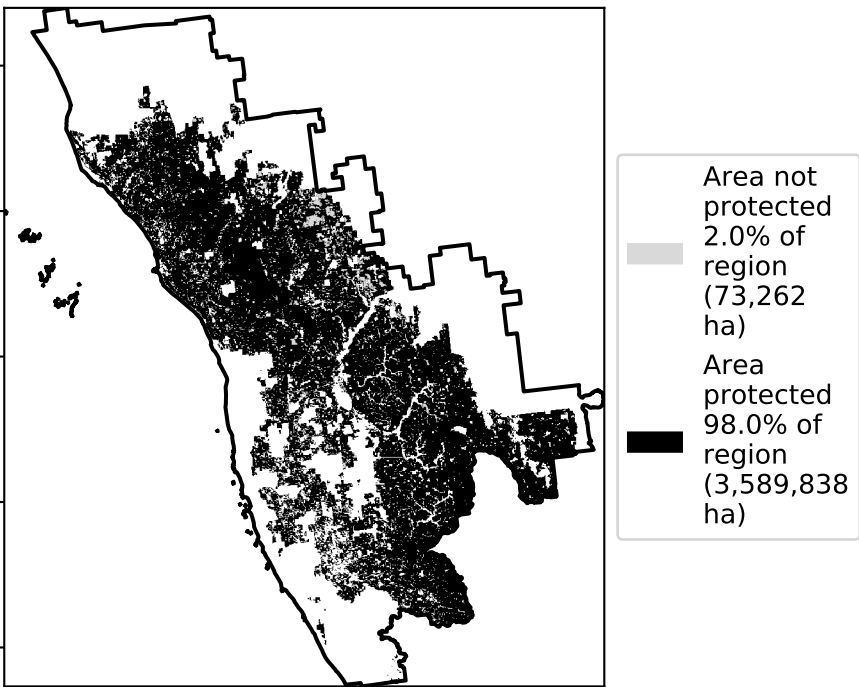 Area not
protected
2.0% of
region
(73,262
ha)
Area
protected
98.0% of
region
(3,589,838
ha)